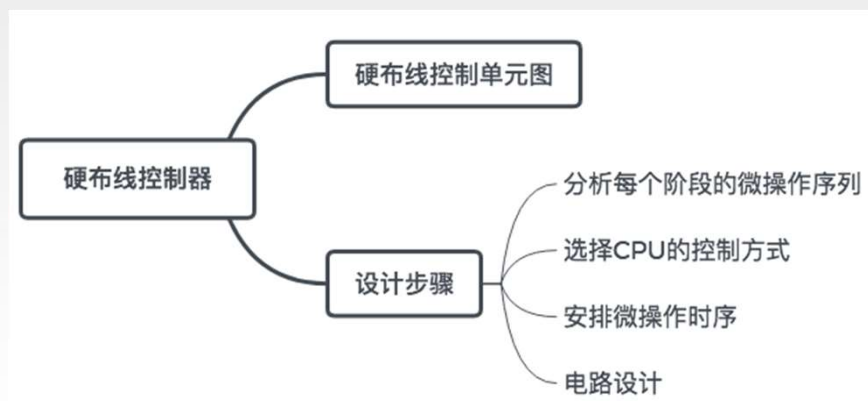 硬布线控制单元图
硬布线控制器
设计步骤
分析每个阶段的微操作序列
选择CPU的控制方式
安排微操作时序
电路设计